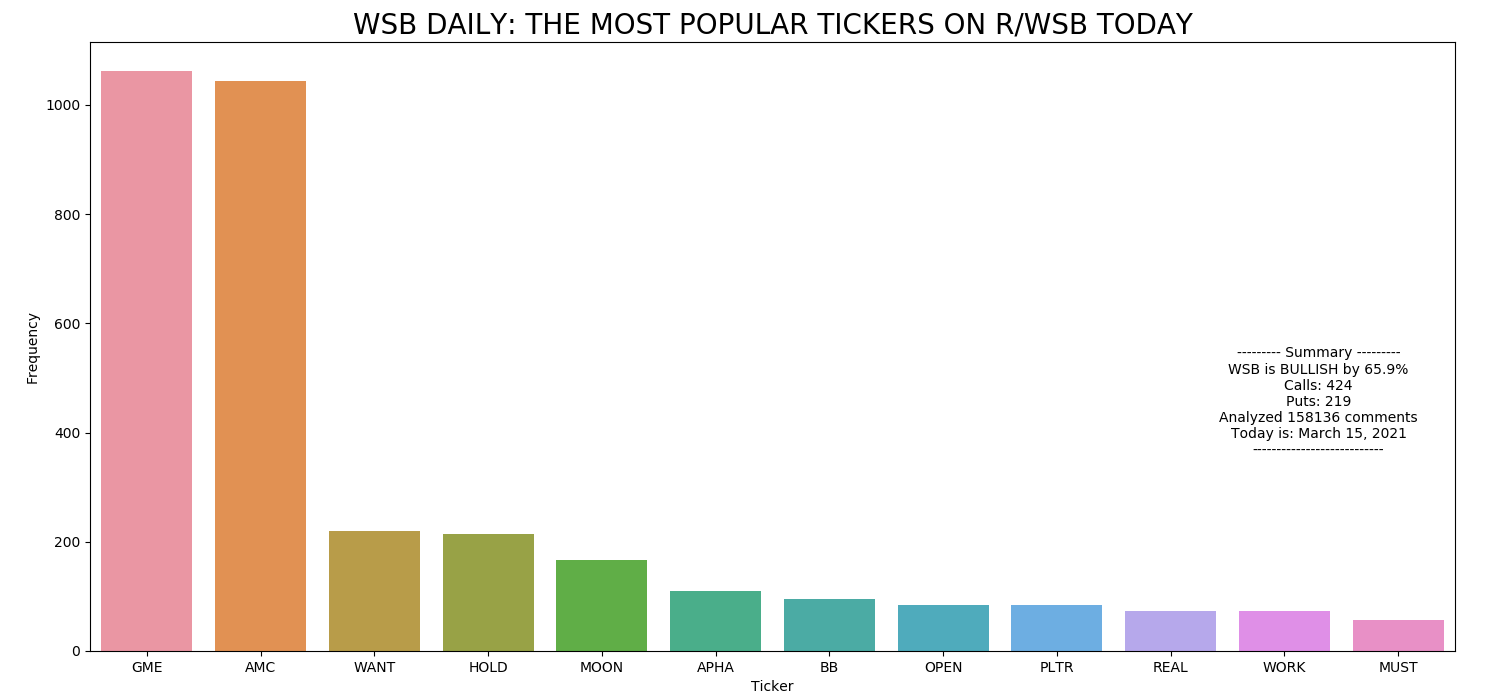 WSB DAILY: THE MOST POPULAR TICKERS ON R/WSB TODAY
Frequency
1000
800
600
400
200
0
--------- Summary ---------
WSB is BULLISH by 65.9%
Calls: 424
Puts: 219
Analyzed 158136 comments
Today is: March 15, 2021
---------------------------
GME AMC WANT HOLD MOON APHA BB OPEN PLTR REAL WORK MUST
Ticker